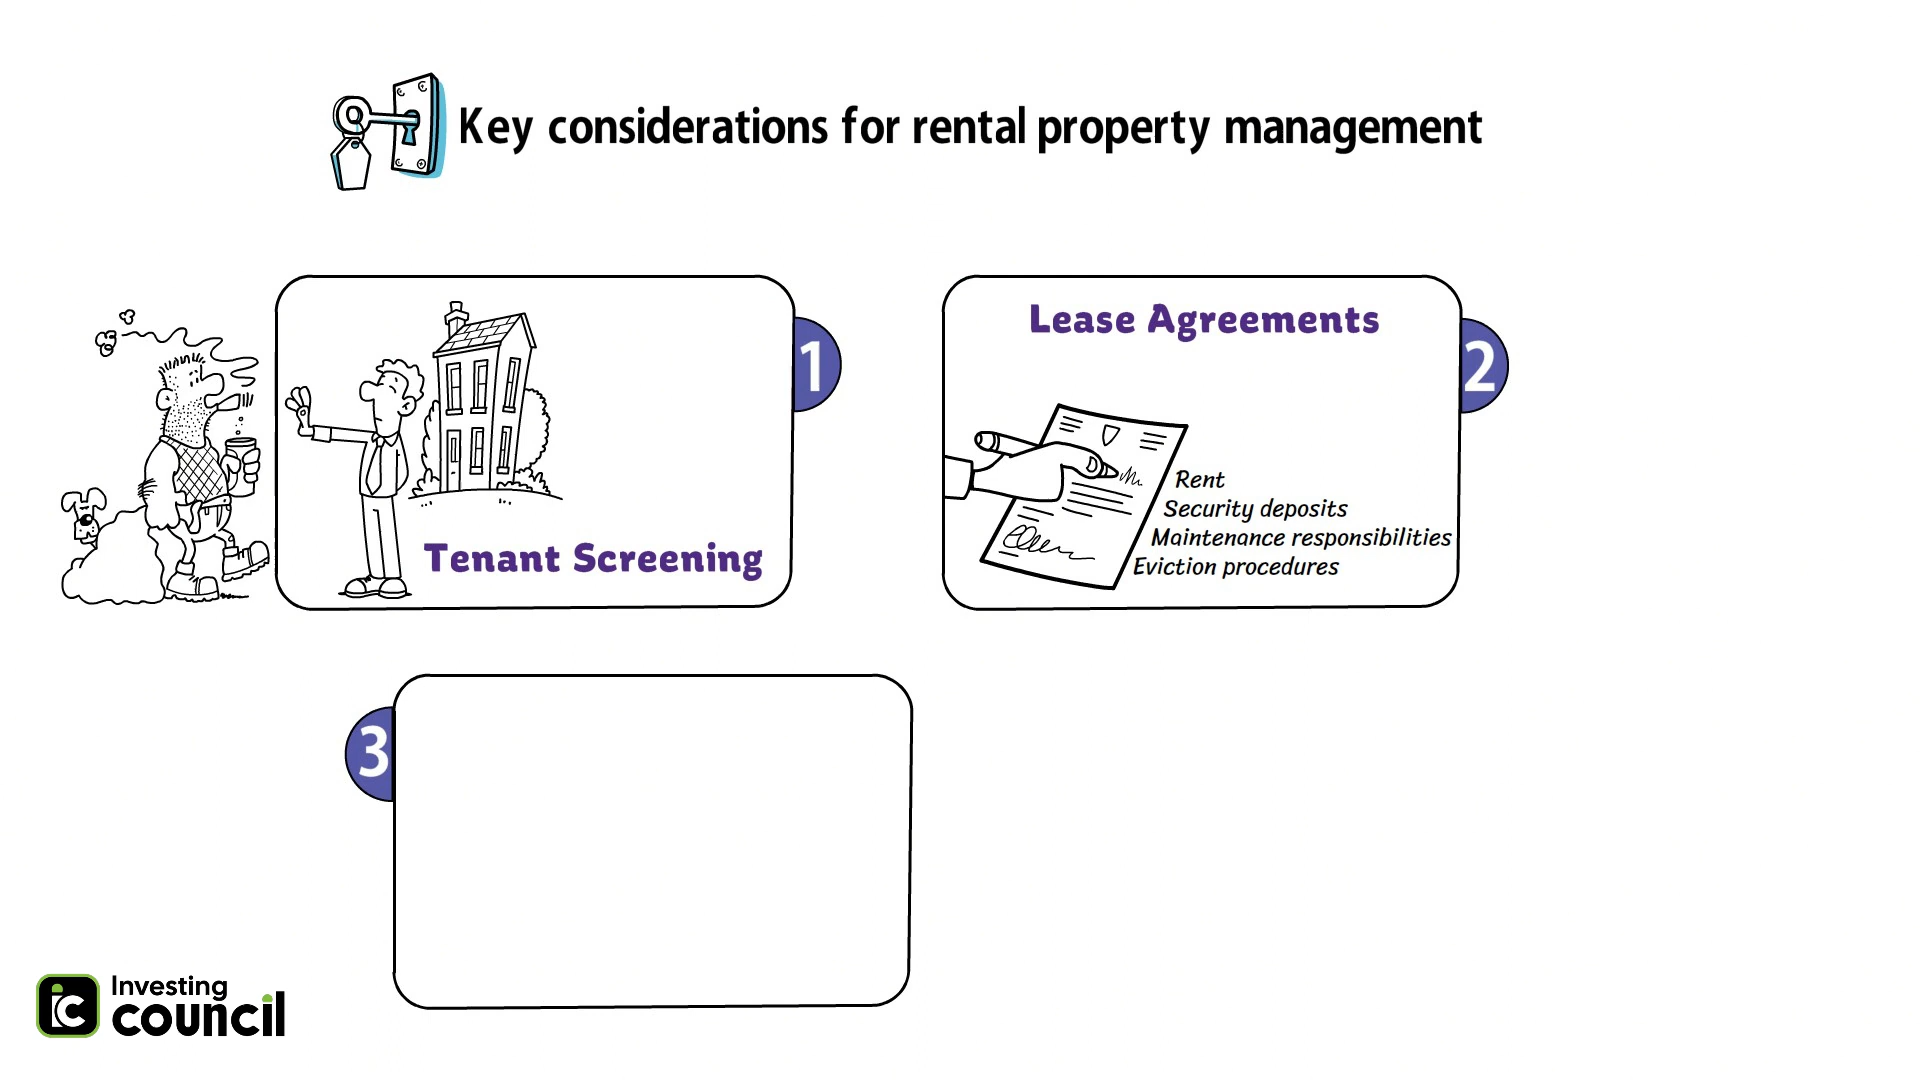 Key considerations for rental property management
1
Tenant Screening
Lease Agreements
2
Rent
Security deposits
Maintenance responsibilities
Eviction procedures
3
ic
Investing
council